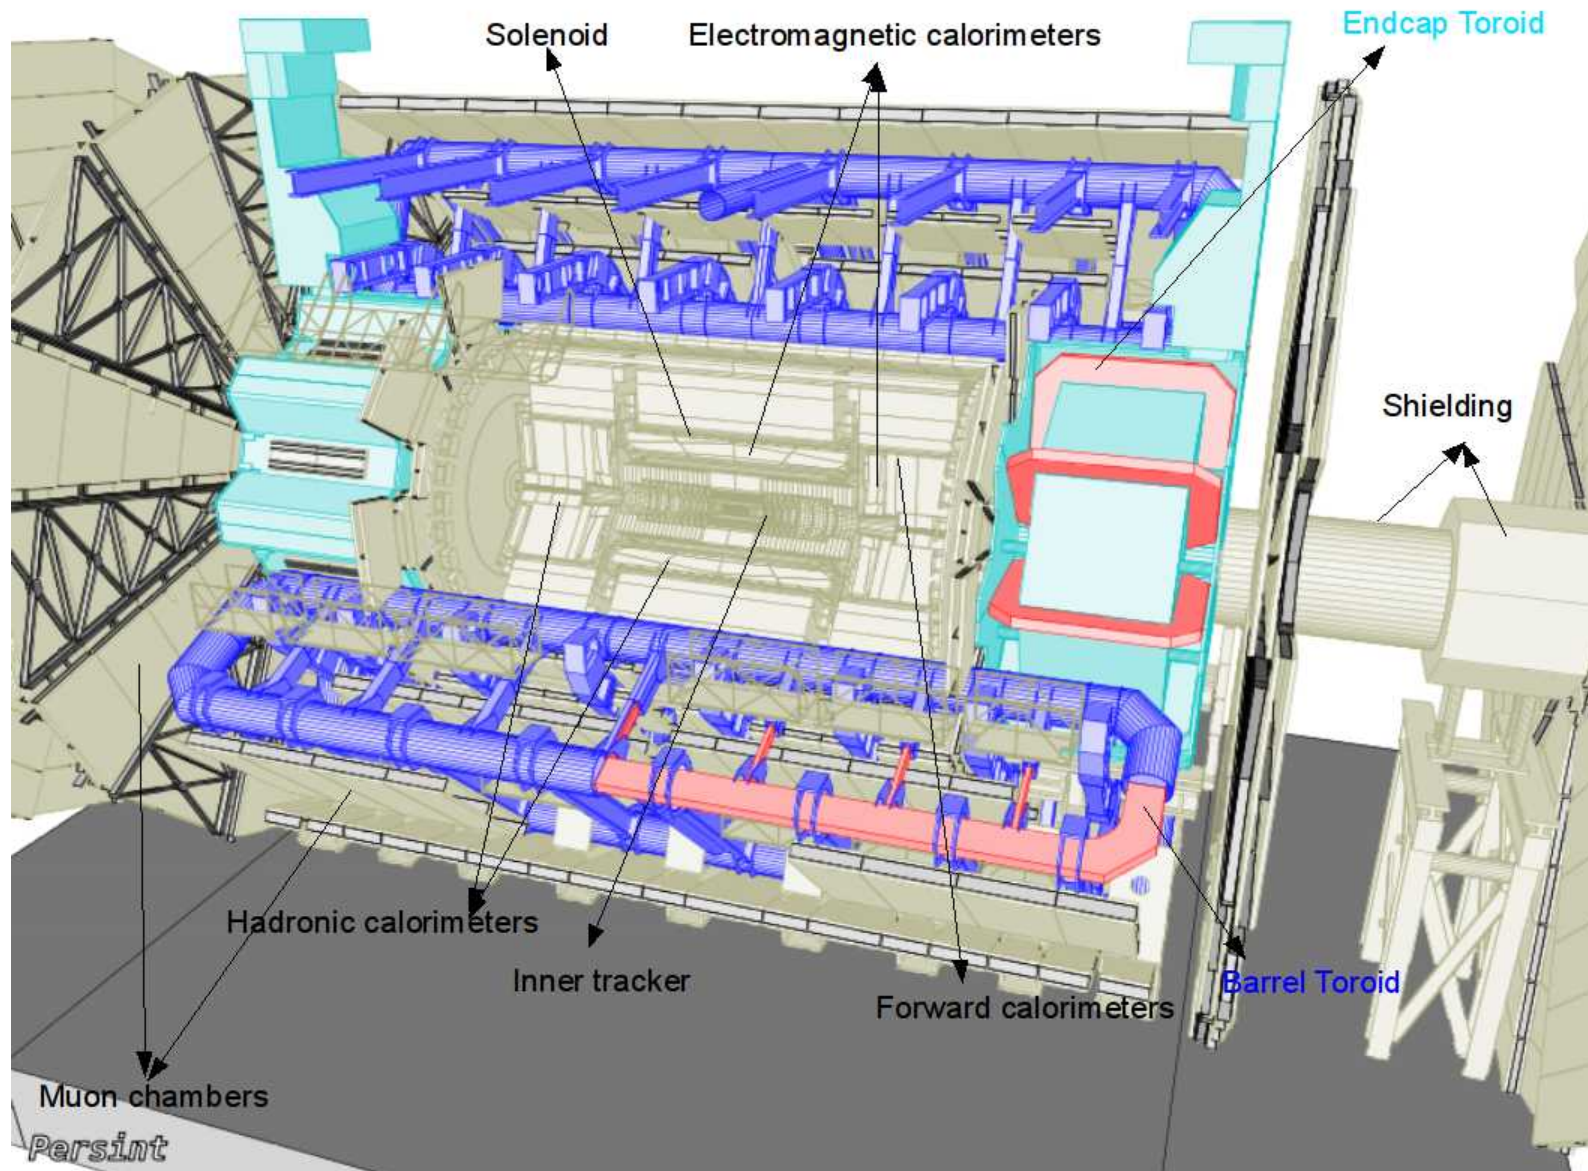 Solenoid
Electromagnetic calorimeters
Endcap Toroid
Shielding
Hadronic calorimeters
Inner tracker
Barrel Toroid
Forward calorimeters
Muon chambers
Persint